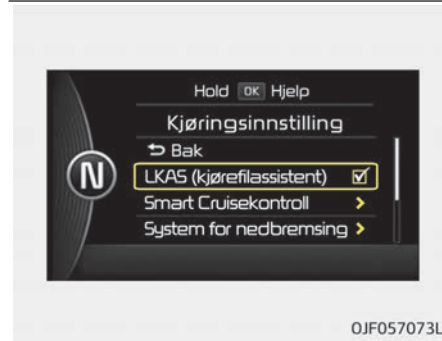 Hold OK Hjelp
Kjøringsinnstilling
Bak
N LKAS (kjørefilassistent)
Smart Cruisekontroll
System for nedbremsing
OJF057073L